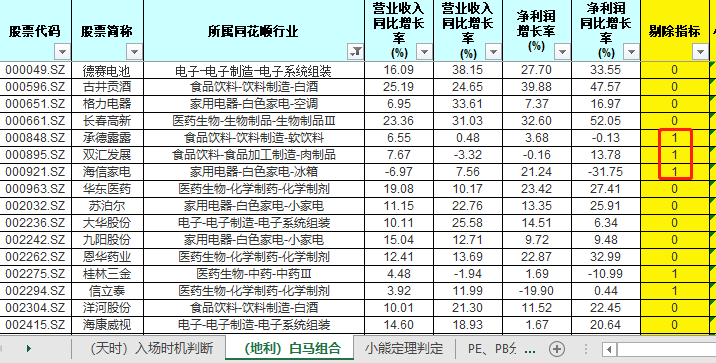 股票代码 股票简称 所属同花顺行业 营业收入同比增长率(%) 营业收入同比增长率(%) 净利润增长率(%) 净利润同比增长率(%) 剔除指标
000049.SZ 德赛电池 电子-电子制造-电子系统组装 16.09 38.15 27.70 33.55 0
000596.SZ 古井贡酒 食品饮料-饮料制造-白酒 25.19 24.65 39.88 47.57 0
000651.SZ 格力电器 家用电器-白色家电-空调 6.95 33.61 7.37 16.97 0
000661.SZ 长春高新 医药生物-生物制品-生物制品Ⅲ 23.36 31.03 32.60 52.05 0
000848.SZ 承德露露 食品饮料-饮料制造-软饮料 6.55 0.48 3.68 -0.13 1
000895.SZ 双汇发展 食品饮料-食品加工制造-肉制品 7.67 -3.32 -0.16 13.78 1
000921.SZ 海信家电 家用电器-白色家电-冰箱 -6.97 7.56 21.24 -31.75 1
000963.SZ 华东医药 医药生物-化学制药-化学制剂 19.08 10.17 23.42 27.41 0
002032.SZ 苏泊尔 家用电器-白色家电-小家电 11.15 22.76 13.35 25.91 0
002236.SZ 大华股份 电子-电子制造-电子系统组装 10.11 25.58 14.51 6.34 0
002242.SZ 九阳股份 家用电器-白色家电-小家电 15.04 12.71 9.72 9.48 0
002262.SZ 恩华药业 医药生物-化学制药-化学制剂 12.41 13.69 22.87 32.99 0
002275.SZ 桂林三金 医药生物-中药-中药Ⅲ 4.48 -1.94 1.69 -10.99 1
002294.SZ 信立泰 医药生物-化学制药-化学制剂 3.92 11.99 -19.90 0.44 1
002304.SZ 洋河股份 食品饮料-饮料制造-白酒 10.01 21.30 11.52 22.45 0
002415.SZ 海康威视 电子-电子制造-电子系统组装 14.60 18.93 1.67 20.64 0
（天时）入场时机判断 （地利）白马组合 小熊定理判定 PE、PB分 ...